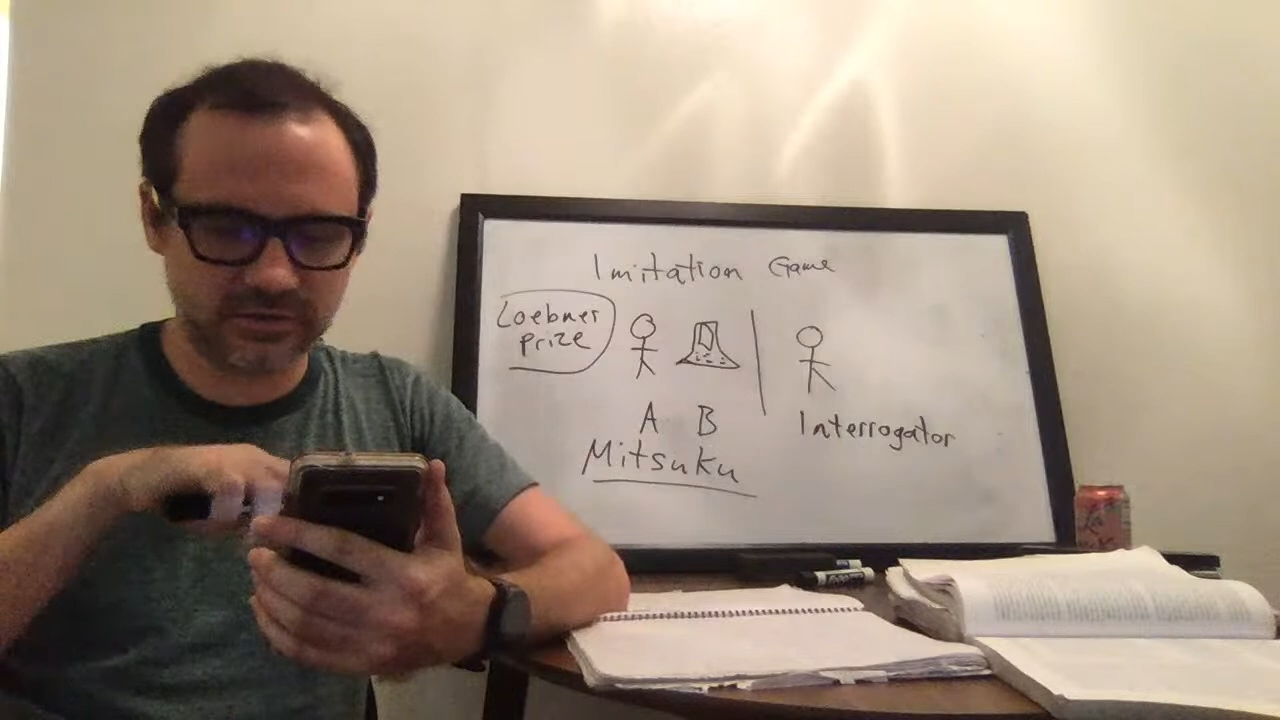 Imitation Game
Loebner
prize
A B
Interrogator
Mitsuku